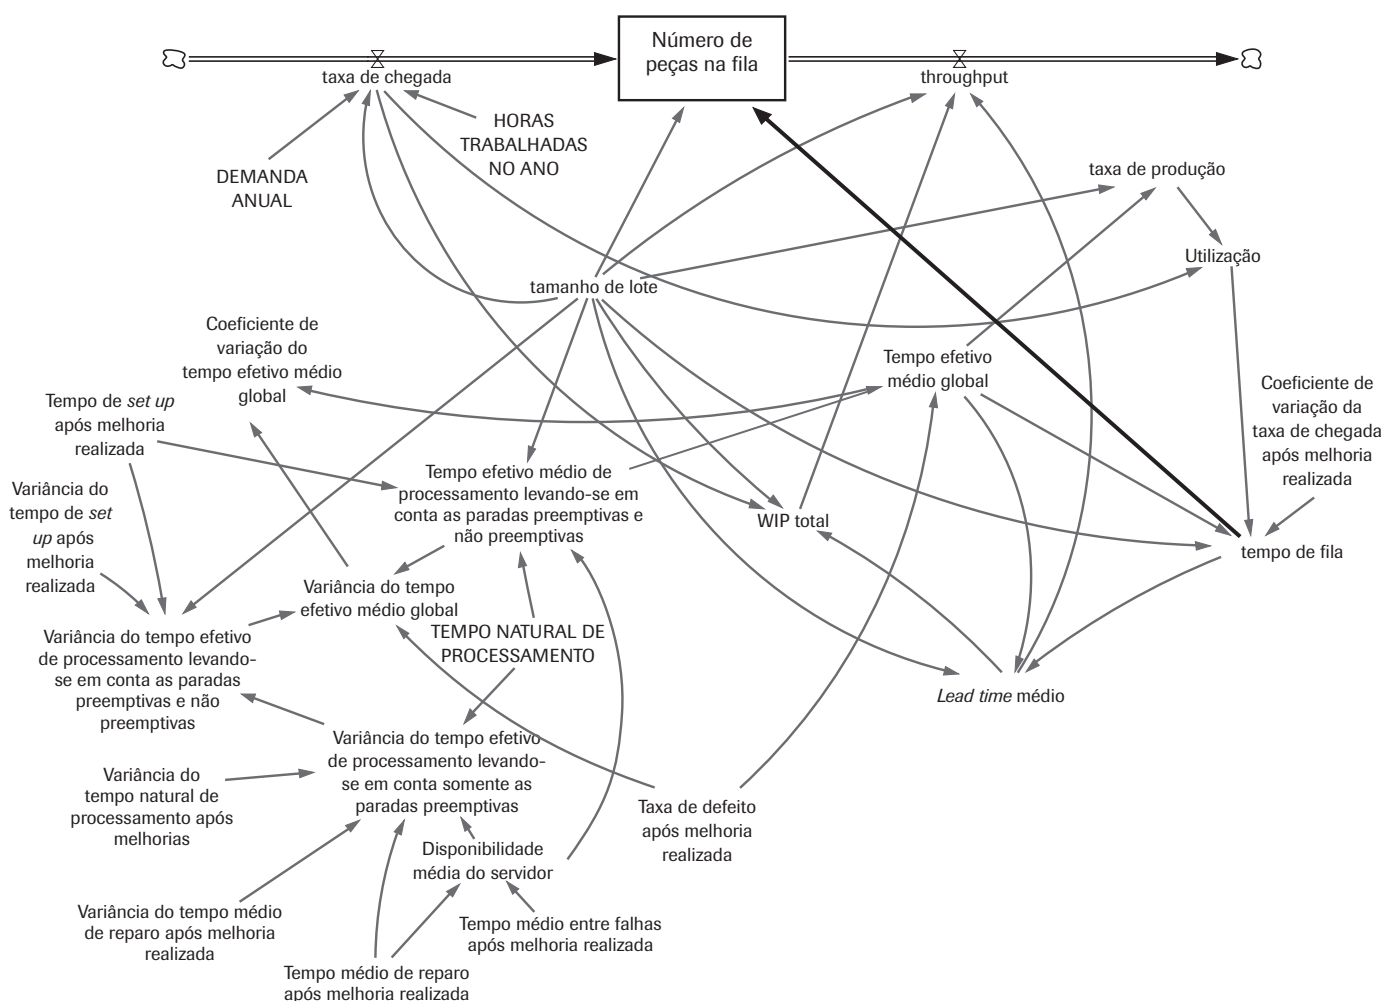 Número de
peças na fila
taxa de chegada
throughput
HORAS
TRABALHADAS
NO ANO
DEMANDA
ANUAL
taxa de produção
Utilização
tamanho de lote
Coeficiente de
variação do
tempo efetivo médio
global
Tempo efetivo
médio global
Coeficiente de
variação da
taxa de chegada
após melhoria
realizada
Tempo de set up
após melhoria
realizada
Variância do
tempo de set
up após
melhoria
realizada
Tempo efetivo médio de
processamento levando-se em
conta as paradas preemptivas e
não preemptivas
WIP total
tempo de fila
Variância do tempo
efetivo médio global
TEMPO NATURAL DE
PROCESSAMENTO
Variância do tempo efetivo
de processamento levando-
se em conta as paradas
preemptivas e não
preemptivas
Lead time médio
Variância do tempo efetivo
de processamento levando-
se em conta somente as
paradas preemptivas
Variância do
tempo natural de
processamento após
melhorias
Taxa de defeito
após melhoria
realizada
Disponibilidade
média do servidor
Variância do tempo médio
de reparo após melhoria
realizada
Tempo médio entre falhas
após melhoria realizada
Tempo médio de reparo
após melhoria realizada